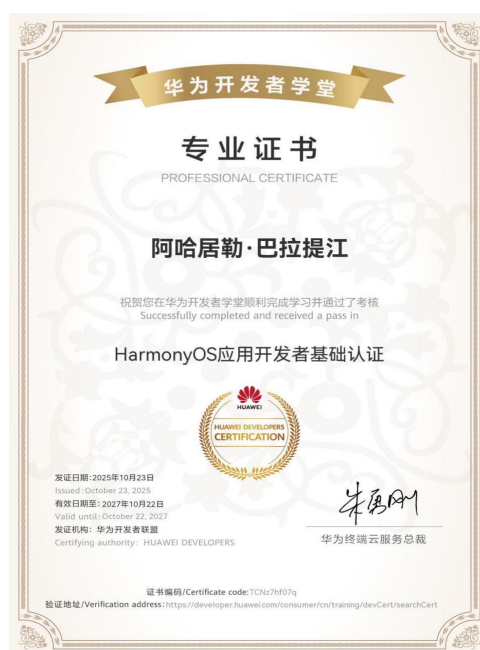 华为开发者学堂
专业证书
PROFESSIONAL CERTIFICATE
阿哈居勒·巴拉提江
祝贺您在华为开发者学堂顺利完成学习并通过了考核
Successfully completed and received a pass in
HarmonyOS应用开发者基础认证
HUAWEI
HUAWEI DEVELOPERS
CERTIFICATION
发证日期:2025年10月23日
Issued:October 23, 2025
有效日期至:2027年10月22日
Valid until:October 22, 2027
发证机构: 华为开发者联盟
Certifying authority: HUAWEI DEVELOPERS
朱勇刚
华为终端云服务总裁
证书编码/Certificate code:TCNz7hf07q
验证地址/Verification address:https://developer.huawei.com/consumer/cn/training/devCert/searchCert